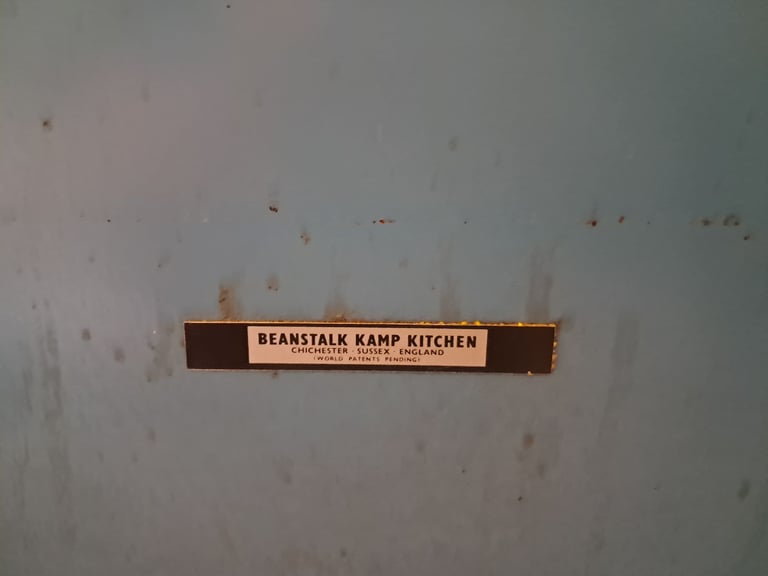 BEANSTALK KAMP KITCHEN
CHICHESTER · SUSSEX · ENGLAND
(WORLD PATENTS PENDING)